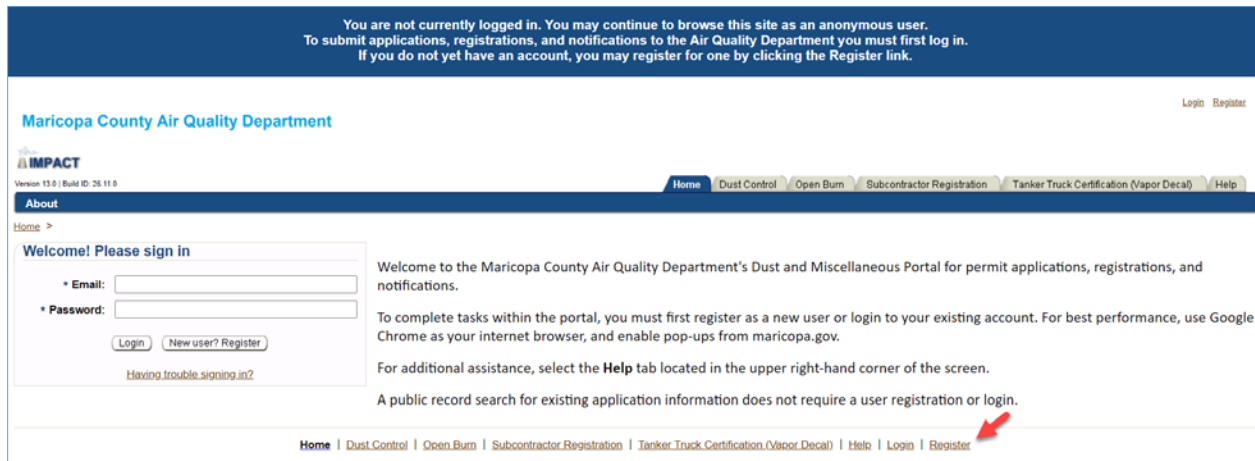 You are not currently logged in. You may continue to browse this site as an anonymous user.
To submit applications, registrations, and notifications to the Air Quality Department you must first log in.
If you do not yet have an account, you may register for one by clicking the Register link.
Login Register
Maricopa County Air Quality Department
IMPACT
Version 13.0 | Build ID: 26.11.0
Home Dust Control Open Burn Subcontractor Registration Tanker Truck Certification (Vapor Decal) Help
About
Home >
Welcome! Please sign in
* Email:
* Password:
Login New user? Register
Having trouble signing in?
Welcome to the Maricopa County Air Quality Department's Dust and Miscellaneous Portal for permit applications, registrations, and
notifications.
To complete tasks within the portal, you must first register as a new user or login to your existing account. For best performance, use Google
Chrome as your internet browser, and enable pop-ups from maricopa.gov.
For additional assistance, select the Help tab located in the upper right-hand corner of the screen.
A public record search for existing application information does not require a user registration or login.
Home | Dust Control | Open Burn | Subcontractor Registration | Tanker Truck Certification (Vapor Decal) | Help | Login | Register